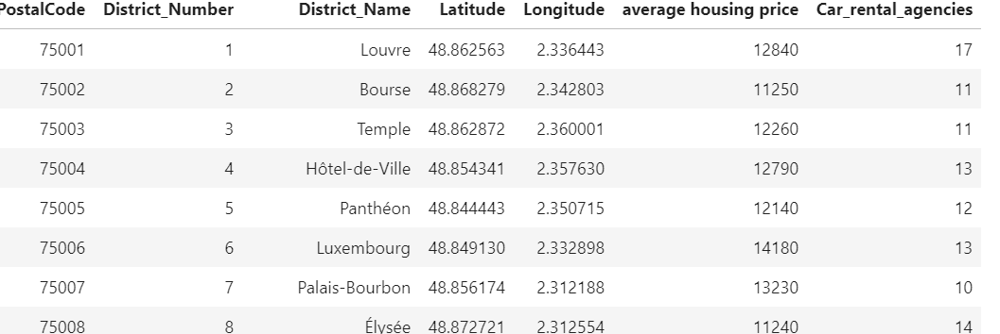 PostalCode District_Number District_Name Latitude Longitude average housing price Car_rental_agencies
75001 1 Louvre 48.862563 2.336443 12840 17
75002 2 Bourse 48.868279 2.342803 11250 11
75003 3 Temple 48.862872 2.360001 12260 11
75004 4 Hôtel-de-Ville 48.854341 2.357630 12790 13
75005 5 Panthéon 48.844443 2.350715 12140 12
75006 6 Luxembourg 48.849130 2.332898 14180 13
75007 7 Palais-Bourbon 48.856174 2.312188 13230 10
75008 8 Élysée 48.872721 2.312554 11240 14